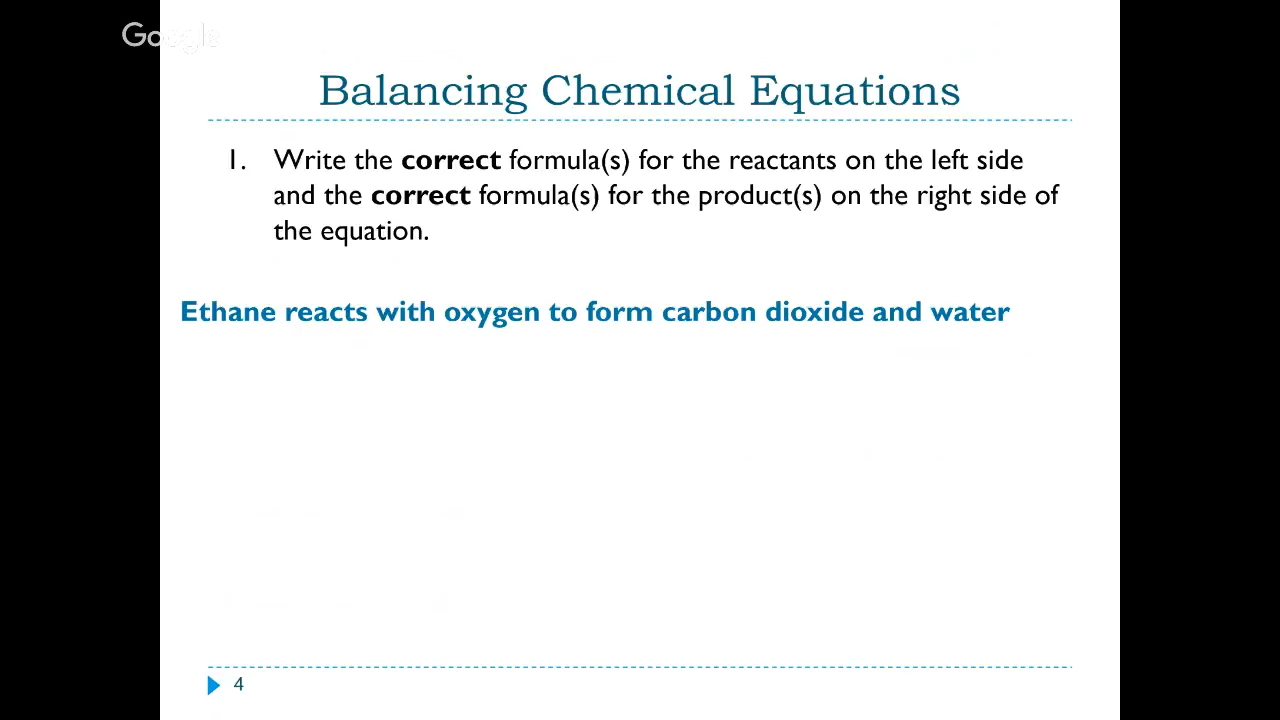 Google
Balancing Chemical Equations
1. Write the correct formula(s) for the reactants on the left side
and the correct formula(s) for the product(s) on the right side of
the equation.
Ethane reacts with oxygen to form carbon dioxide and water
4